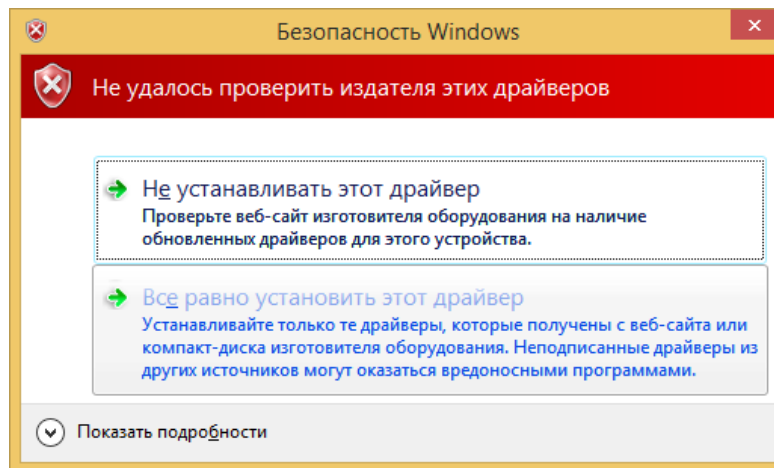 Безопасность Windows
Не удалось проверить издателя этих драйверов
Не устанавливать этот драйвер
Проверьте веб-сайт изготовителя оборудования на наличие
обновленных драйверов для этого устройства.
Все равно установить этот драйвер
Устанавливайте только те драйверы, которые получены с веб-сайта или
компакт-диска изготовителя оборудования. Неподписанные драйверы из
других источников могут оказаться вредоносными программами.
Показать подробности